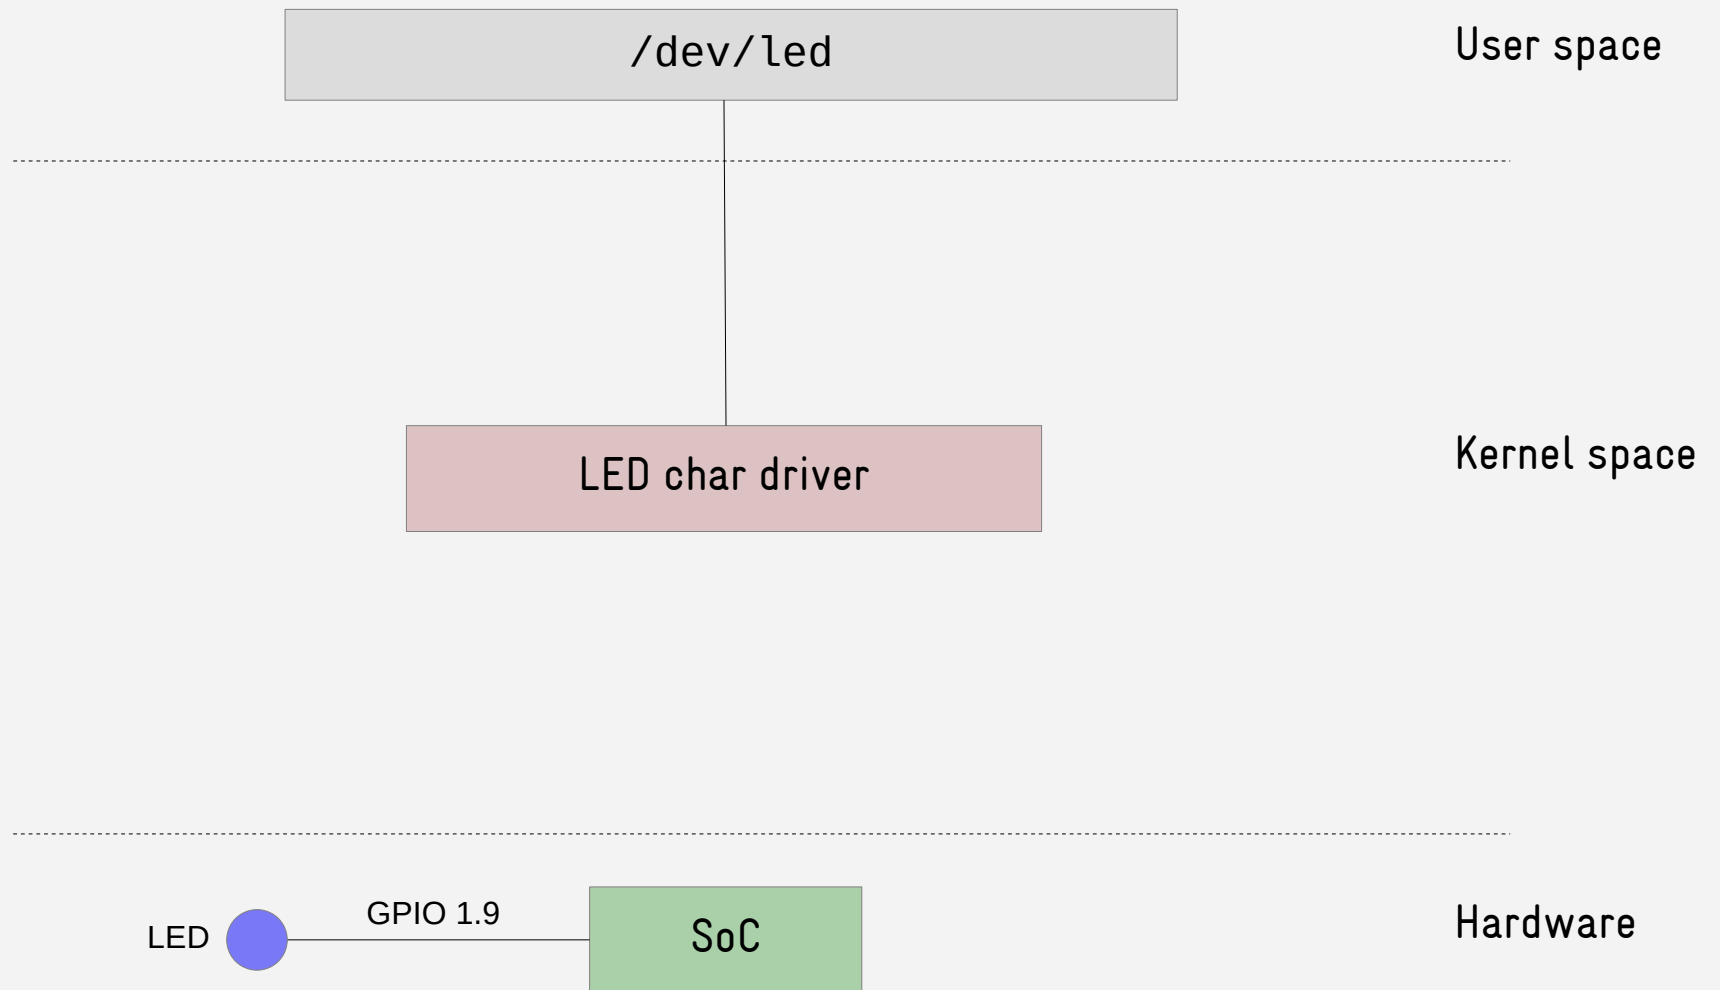 /dev/led
User space
LED char driver
Kernel space
LED
GPIO 1.9
SoC
Hardware